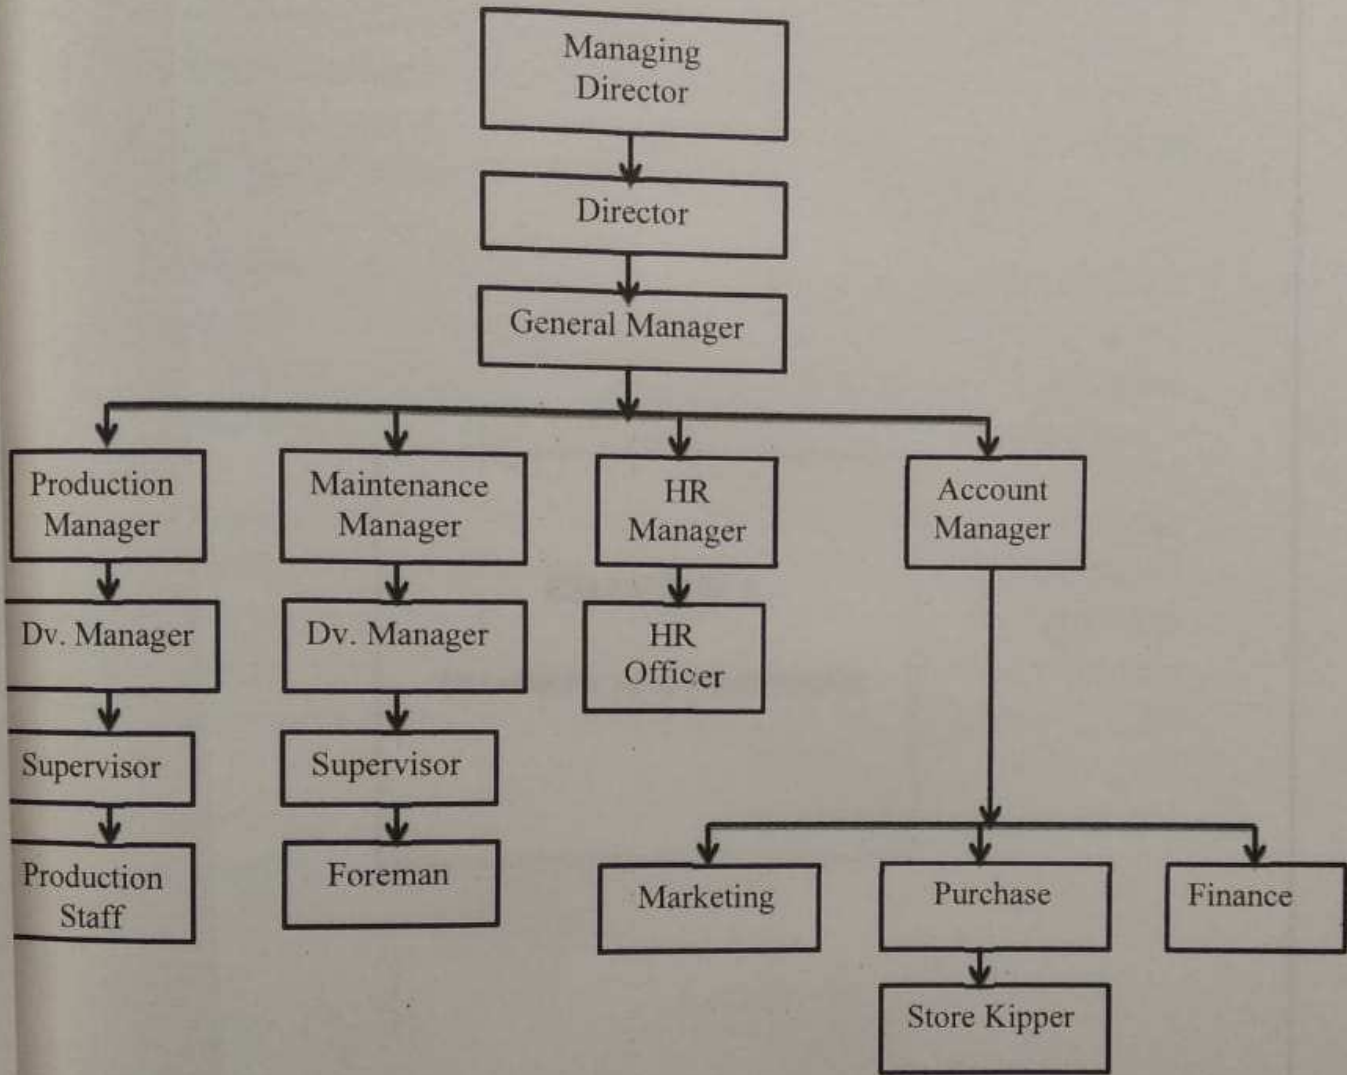 Managing
Director
Director
General Manager
Production
Manager
Maintenance
Manager
HR
Manager
Account
Manager
Dv. Manager
Dv. Manager
HR
Officer
Supervisor
Supervisor
Production
Staff
Foreman
Marketing
Purchase
Finance
Store Kipper